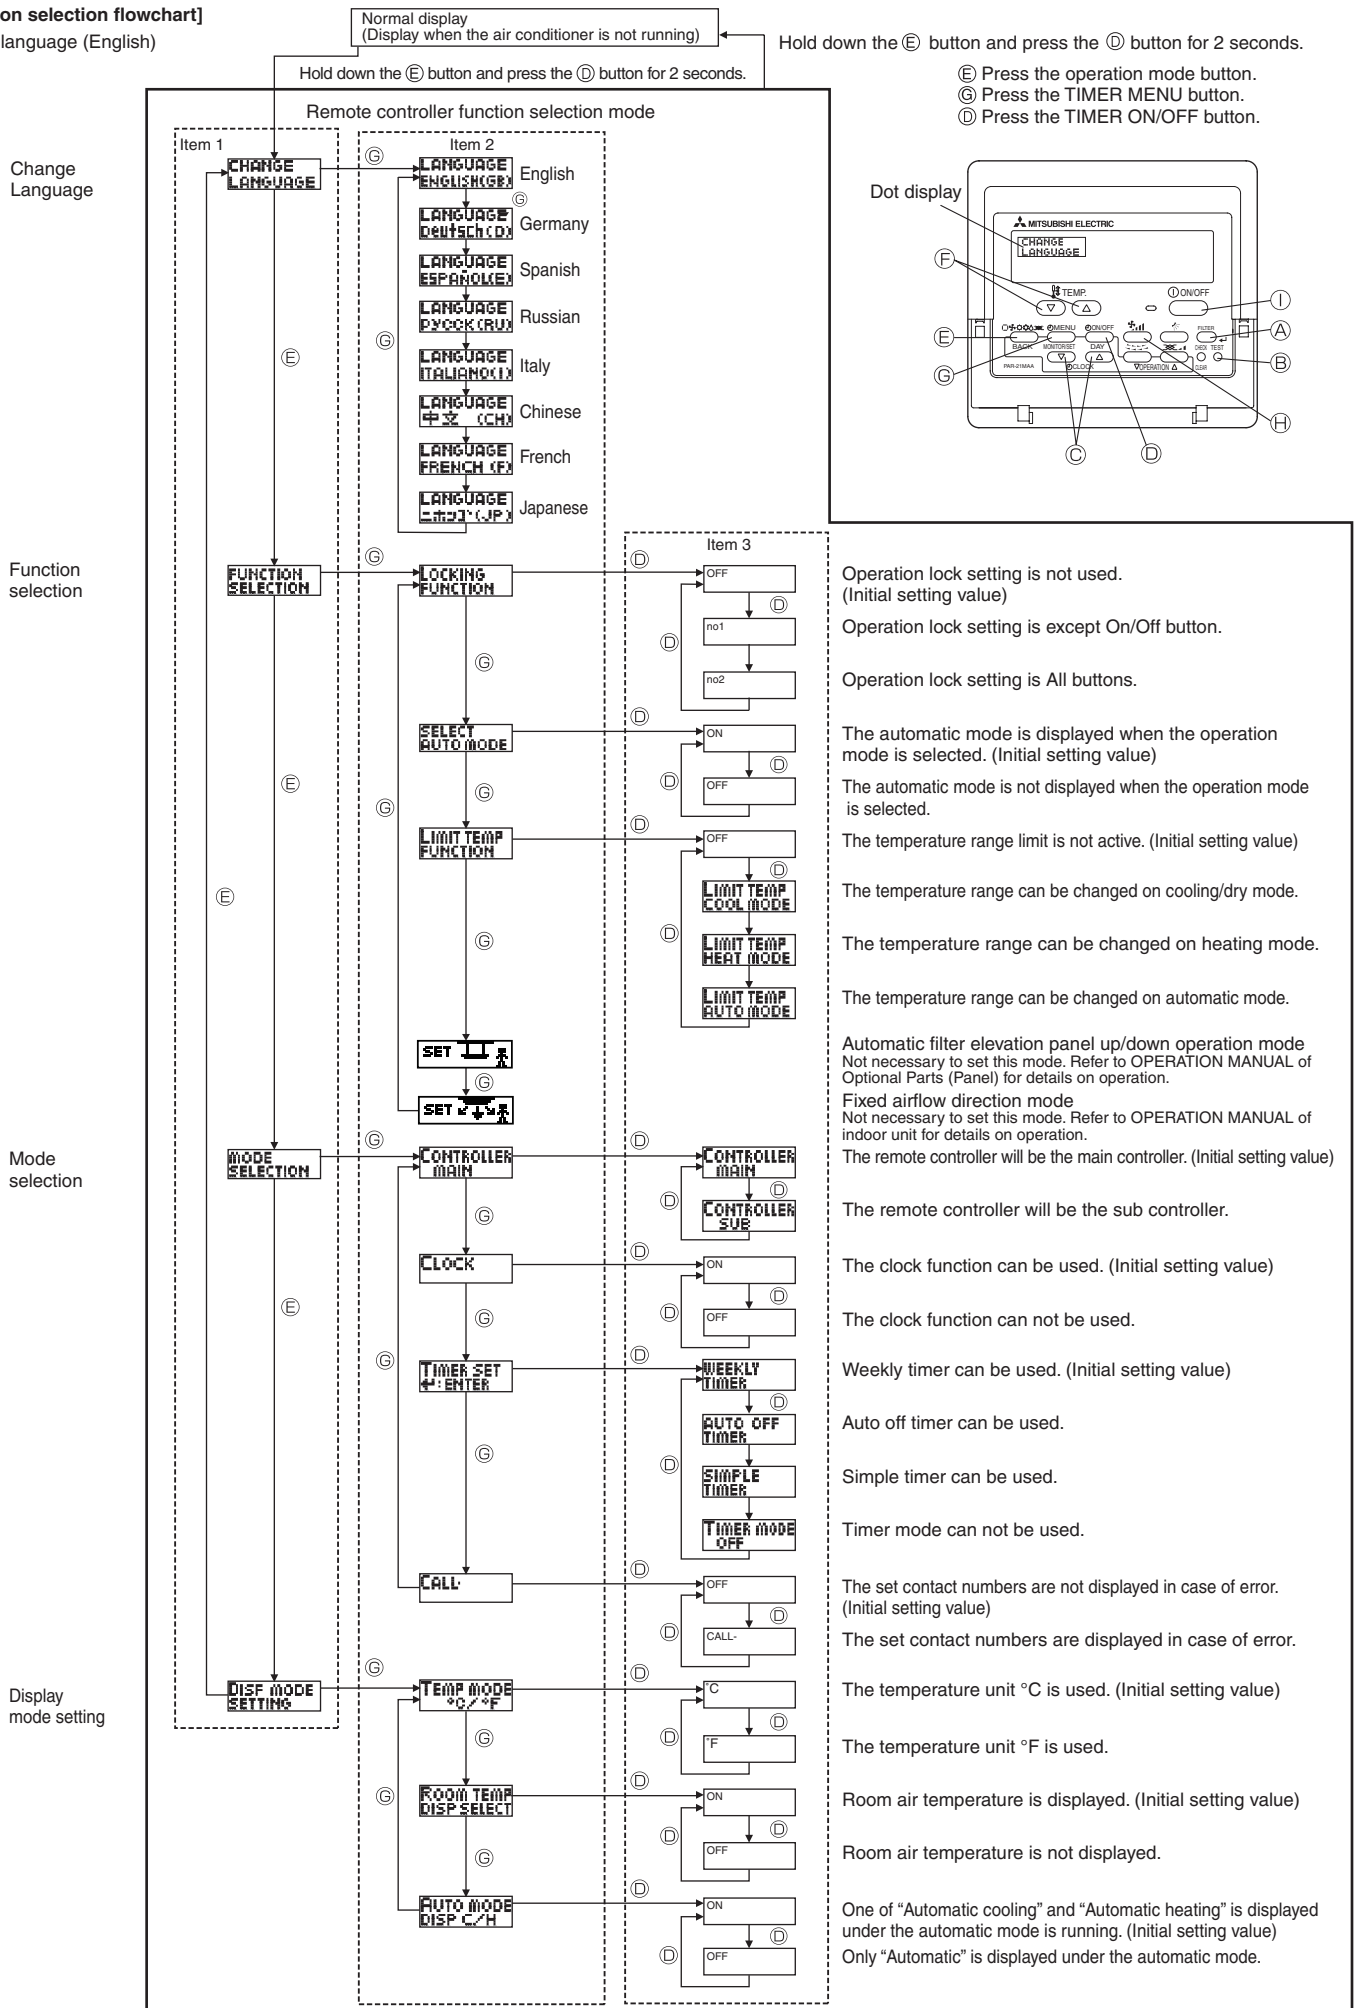 on selection flowchart]
language (English)
Normal display
(Display when the air conditioner is not running)
Hold down the Ⓔ button and press the Ⓓ button for 2 seconds.
Hold down the Ⓔ button and press the Ⓓ button for 2 seconds.
Ⓔ Press the operation mode button.
Ⓖ Press the TIMER MENU button.
Ⓓ Press the TIMER ON/OFF button.
Remote controller function selection mode
Item 1
Item 2
Change
Language
CHANGE
LANGUAGE
Ⓖ
LANGUAGE
ENGLISH(GB)
English
Ⓖ
LANGUAGE
Deutsch(D)
Germany
LANGUAGE
ESPAÑOL(E)
Spanish
LANGUAGE
РУССК(RU)
Russian
LANGUAGE
ITALIANO(I)
Italy
LANGUAGE
中文 (CH)
Chinese
LANGUAGE
FRENCH (F)
French
LANGUAGE
ニホンゴ(JP)
Japanese
Ⓔ
Dot display
MITSUBISHI ELECTRIC
CHANGE
LANGUAGE
TEMP.
ON/OFF
MENU
ON/OFF
FILTER
BACK
MONITOR/SET
DAY
CHECK TEST
PAR-21MAA
CLOCK
OPERATION
CLEAR
Ⓕ
Ⓔ
Ⓖ
Ⓒ
Ⓓ
Ⓘ
Ⓐ
Ⓑ
Ⓗ
Item 3
Function
selection
FUNCTION
SELECTION
Ⓖ
LOCKING
FUNCTION
Ⓓ
OFF
Operation lock setting is not used.
(Initial setting value)
Ⓓ
no1
Operation lock setting is except On/Off button.
Ⓓ
Ⓖ
no2
Operation lock setting is All buttons.
SELECT
AUTO MODE
Ⓓ
ON
The automatic mode is displayed when the operation
mode is selected. (Initial setting value)
Ⓓ
Ⓓ
Ⓔ
Ⓖ
OFF
The automatic mode is not displayed when the operation mode
is selected.
Ⓖ
LIMIT TEMP
FUNCTION
Ⓓ
OFF
The temperature range limit is not active. (Initial setting value)
Ⓓ
Ⓔ
LIMIT TEMP
COOL MODE
The temperature range can be changed on cooling/dry mode.
Ⓓ
Ⓖ
LIMIT TEMP
HEAT MODE
The temperature range can be changed on heating mode.
LIMIT TEMP
AUTO MODE
The temperature range can be changed on automatic mode.
SET
Automatic filter elevation panel up/down operation mode
Not necessary to set this mode. Refer to OPERATION MANUAL of
Optional Parts (Panel) for details on operation.
Ⓖ
SET
Fixed airflow direction mode
Not necessary to set this mode. Refer to OPERATION MANUAL of
indoor unit for details on operation.
Mode
selection
MODE
SELECTION
Ⓖ
CONTROLLER
MAIN
Ⓓ
CONTROLLER
MAIN
The remote controller will be the main controller. (Initial setting value)
Ⓓ
Ⓓ
Ⓖ
CONTROLLER
SUB
The remote controller will be the sub controller.
CLOCK
Ⓓ
ON
The clock function can be used. (Initial setting value)
Ⓓ
Ⓓ
Ⓔ
Ⓖ
OFF
The clock function can not be used.
Ⓖ
TIMER SET
↵:ENTER
Ⓓ
WEEKLY
TIMER
Weekly timer can be used. (Initial setting value)
Ⓓ
AUTO OFF
TIMER
Auto off timer can be used.
Ⓖ
Ⓓ
SIMPLE
TIMER
Simple timer can be used.
TIMER MODE
OFF
Timer mode can not be used.
CALL-
Ⓓ
OFF
The set contact numbers are not displayed in case of error.
(Initial setting value)
Ⓓ
Ⓓ
CALL-
The set contact numbers are displayed in case of error.
Display
mode setting
DISP MODE
SETTING
Ⓖ
TEMP MODE
°C/°F
Ⓓ
°C
The temperature unit °C is used. (Initial setting value)
Ⓓ
Ⓓ
Ⓖ
°F
The temperature unit °F is used.
Ⓖ
ROOM TEMP
DISP SELECT
Ⓓ
ON
Room air temperature is displayed. (Initial setting value)
Ⓓ
Ⓓ
Ⓖ
OFF
Room air temperature is not displayed.
AUTO MODE
DISP C/H
Ⓓ
ON
One of “Automatic cooling” and “Automatic heating” is displayed
under the automatic mode is running. (Initial setting value)
Ⓓ
Ⓓ
OFF
Only “Automatic” is displayed under the automatic mode.